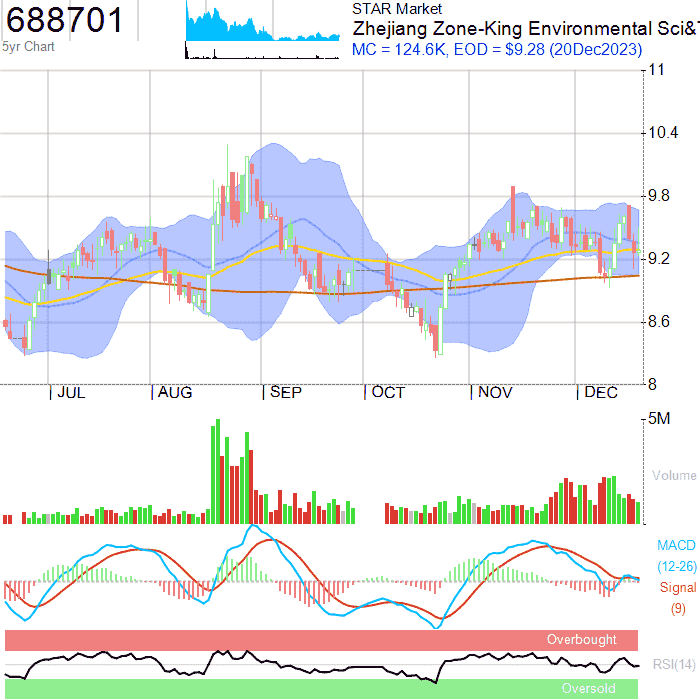 688701
5yr Chart
STAR Market
Zhejiang Zone-King Environmental Sci&
MC = 124.6K, EOD = $9.28 (20Dec2023)
11
10.4
9.8
9.2
8.6
8
JUL AUG SEP OCT NOV DEC
5M
Volume
MACD
(12-26)
Signal
(9)
Overbought
RSI(14)
Oversold